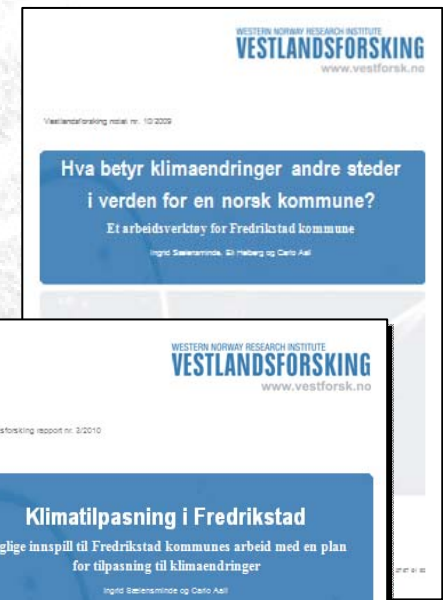 WESTERN NORWAY RESEARCH INSTITUTE
VESTLANDSFORSKING
www.vestforsk.no
Vestlandsforsking notat nr. 10/2009
Hva betyr klimaendringer andre steder
i verden for en norsk kommune?
Et arbeidsverktøy for Fredrikstad kommune
Ingrid Sælensminde, Eli Heiberg og Carlo Aall
WESTERN NORWAY RESEARCH INSTITUTE
VESTLANDSFORSKING
www.vestforsk.no
sforsking rapport nr. 3/2010
Klimatilpasning i Fredrikstad
glige innspill til Fredrikstad kommunes arbeid med en plan
for tilpasning til klimaendringer
Ingrid Sælensminde og Carlo Aall